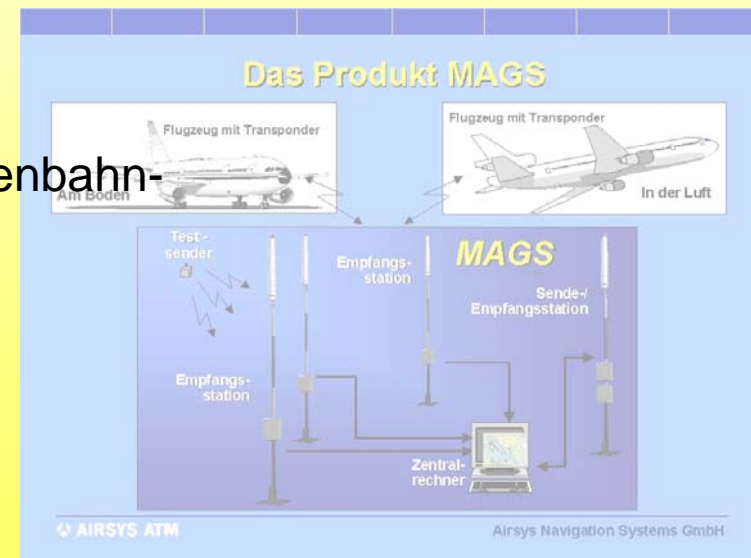 Das Produkt MAGS
Flugzeug mit Transponder
Am Boden
enbahn-
Flugzeug mit Transponder
In der Luft
Test-
sender
Empfangs-
station
MAGS
Sende-/
Empfangsstation
Empfangs-
station
Zentral-
rechner
AIRSYS ATM
Airsys Navigation Systems GmbH